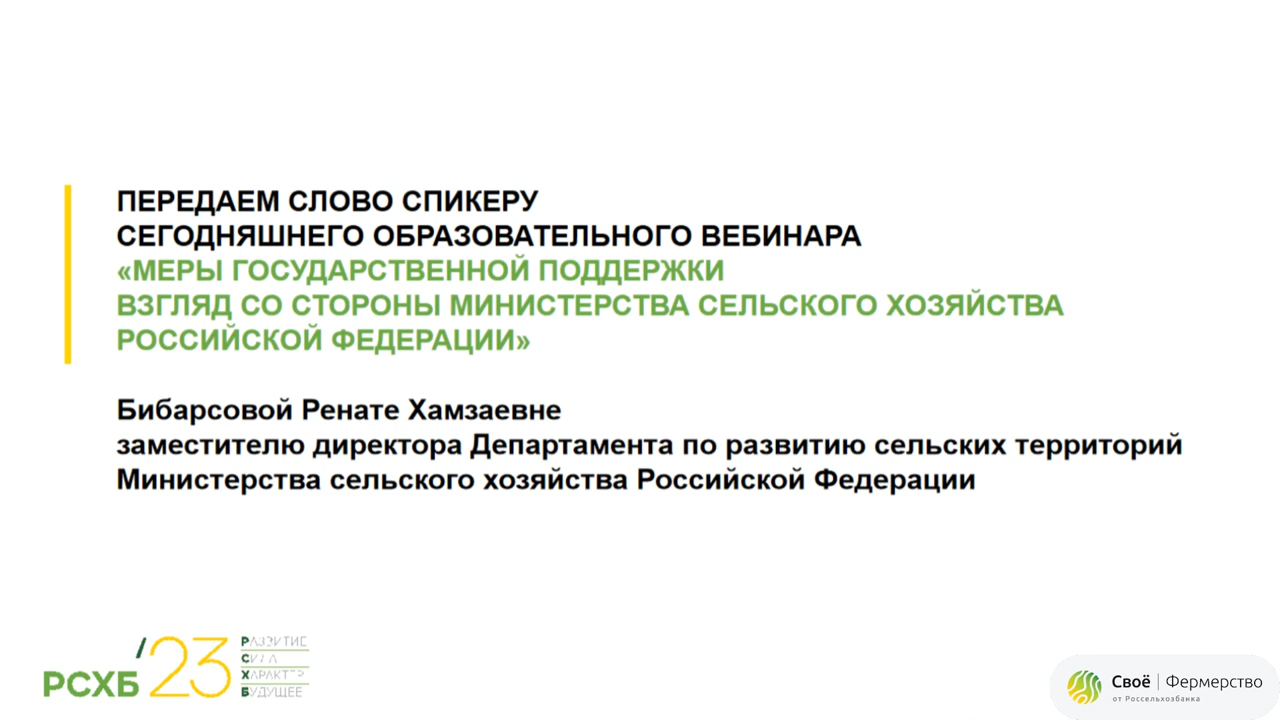 ПЕРЕДАЕМ СЛОВО СПИКЕРУ
СЕГОДНЯШНЕГО ОБРАЗОВАТЕЛЬНОГО ВЕБИНАРА
«МЕРЫ ГОСУДАРСТВЕННОЙ ПОДДЕРЖКИ
ВЗГЛЯД СО СТОРОНЫ МИНИСТЕРСТВА СЕЛЬСКОГО ХОЗЯЙСТВА
РОССИЙСКОЙ ФЕДЕРАЦИИ»
Бибарсовой Ренате Хамзаевне
заместителю директора Департамента по развитию сельских территорий
Министерства сельского хозяйства Российской Федерации
РСХБ'23
РАЗВИТИЕ
СИЛА
ХАРАКТЕР
БУДУЩЕЕ
Своё | Фермерство
от Россельхозбанка